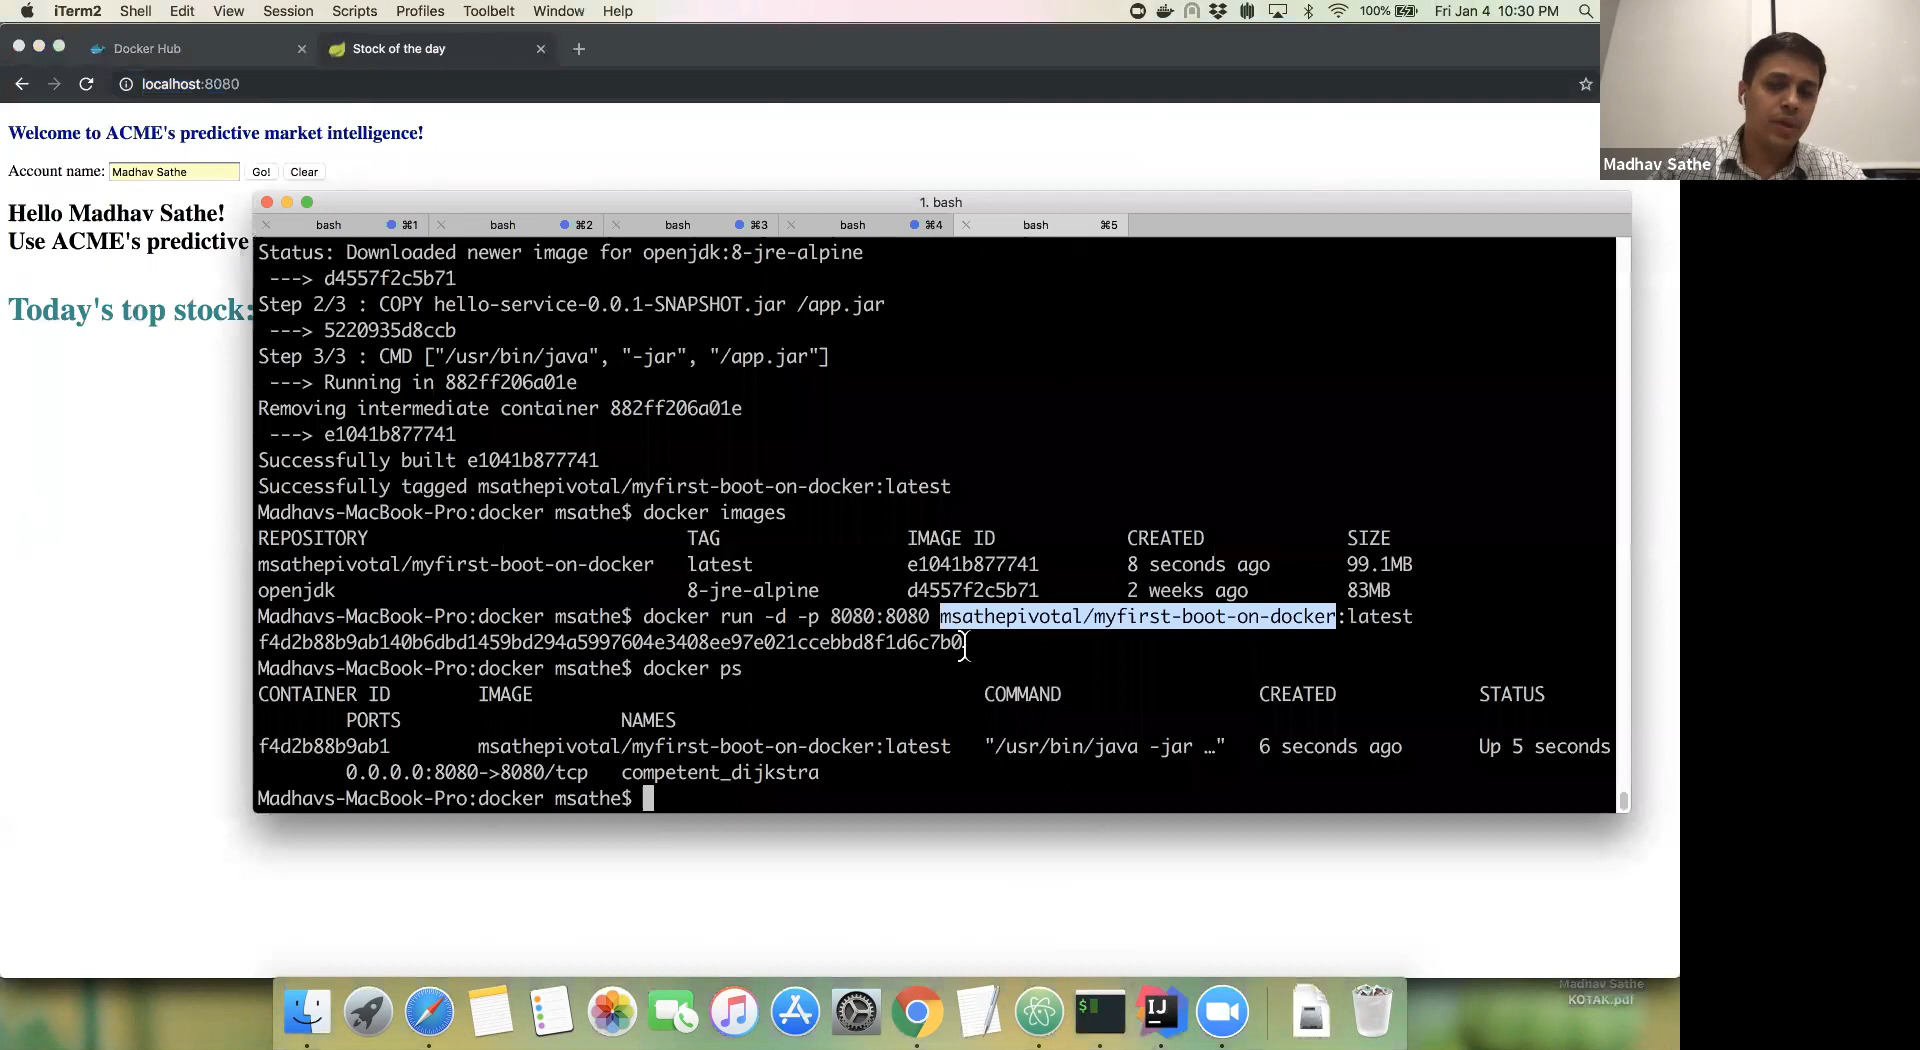 iTerm2 Shell Edit View Session Scripts Profiles Toolbelt Window Help 100% Fri Jan 4 10:30 PM
Docker Hub Stock of the day
localhost:8080
Welcome to ACME's predictive market intelligence!
Account name: Madhav Sathe Go! Clear
Madhav Sathe
Hello Madhav Sathe!
Use ACME's predictive
Today's top stock:
1. bash
bash ⌘1 bash ⌘2 bash ⌘3 bash ⌘4 bash ⌘5
Status: Downloaded newer image for openjdk:8-jre-alpine
---> d4557f2c5b71
Step 2/3 : COPY hello-service-0.0.1-SNAPSHOT.jar /app.jar
---> 5220935d8ccb
Step 3/3 : CMD ["/usr/bin/java", "-jar", "/app.jar"]
---> Running in 882ff206a01e
Removing intermediate container 882ff206a01e
---> e1041b877741
Successfully built e1041b877741
Successfully tagged msathepivotal/myfirst-boot-on-docker:latest
Madhavs-MacBook-Pro:docker msathe$ docker images
REPOSITORY TAG IMAGE ID CREATED SIZE
msathepivotal/myfirst-boot-on-docker latest e1041b877741 8 seconds ago 99.1MB
openjdk 8-jre-alpine d4557f2c5b71 2 weeks ago 83MB
Madhavs-MacBook-Pro:docker msathe$ docker run -d -p 8080:8080 msathepivotal/myfirst-boot-on-docker:latest
f4d2b88b9ab140b6dbd1459bd294a5997604e3408ee97e021ccebbd8f1d6c7b0
Madhavs-MacBook-Pro:docker msathe$ docker ps
CONTAINER ID IMAGE COMMAND CREATED STATUS
PORTS NAMES
f4d2b88b9ab1 msathepivotal/myfirst-boot-on-docker:latest "/usr/bin/java -jar …" 6 seconds ago Up 5 seconds
0.0.0.0:8080->8080/tcp competent_dijkstra
Madhavs-MacBook-Pro:docker msathe$
Madhav Sathe
KOTAK.pdf